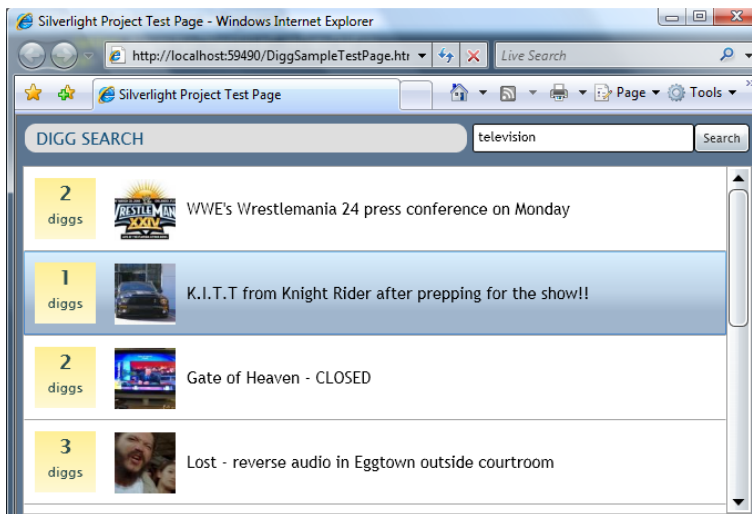 Silverlight Project Test Page - Windows Internet Explorer
http://localhost:59490/DiggSampleTestPage.htr
Live Search
Silverlight Project Test Page
Page
Tools
DIGG SEARCH
television
Search
2
diggs
WRESTLEMANIA
XXIV
WWE's Wrestlemania 24 press conference on Monday
1
diggs
K.I.T.T from Knight Rider after prepping for the show!!
2
diggs
Gate of Heaven - CLOSED
3
diggs
Lost - reverse audio in Eggtown outside courtroom